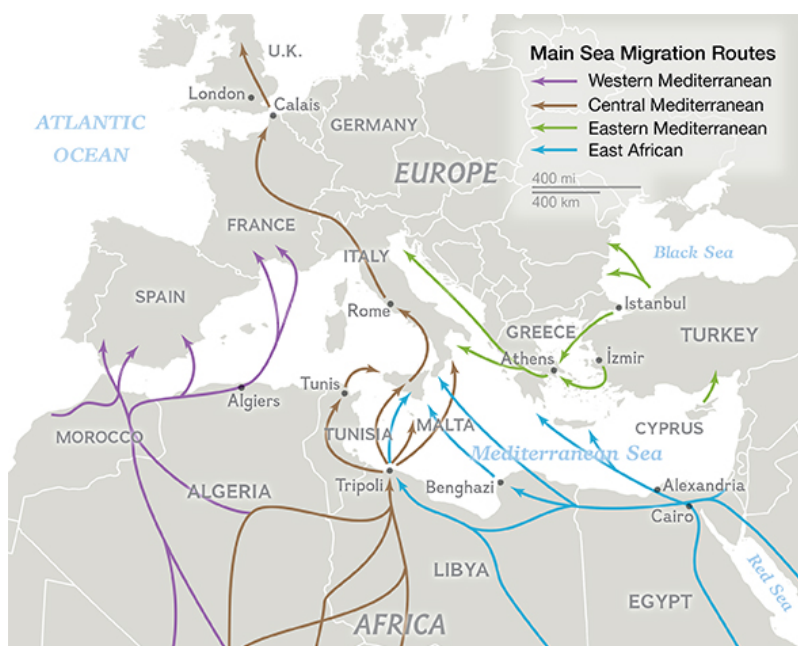 Main Sea Migration Routes
Western Mediterranean
Central Mediterranean
Eastern Mediterranean
East African
400 mi
400 km
U.K.
London
Calais
ATLANTIC
OCEAN
GERMANY
EUROPE
FRANCE
ITALY
Black Sea
SPAIN
Rome
Istanbul
GREECE
TURKEY
Athens
İzmir
Tunis
Algiers
MOROCCO
TUNISIA
MALTA
CYPRUS
Mediterranean Sea
ALGERIA
Tripoli
Benghazi
Alexandria
Cairo
LIBYA
Red Sea
EGYPT
AFRICA